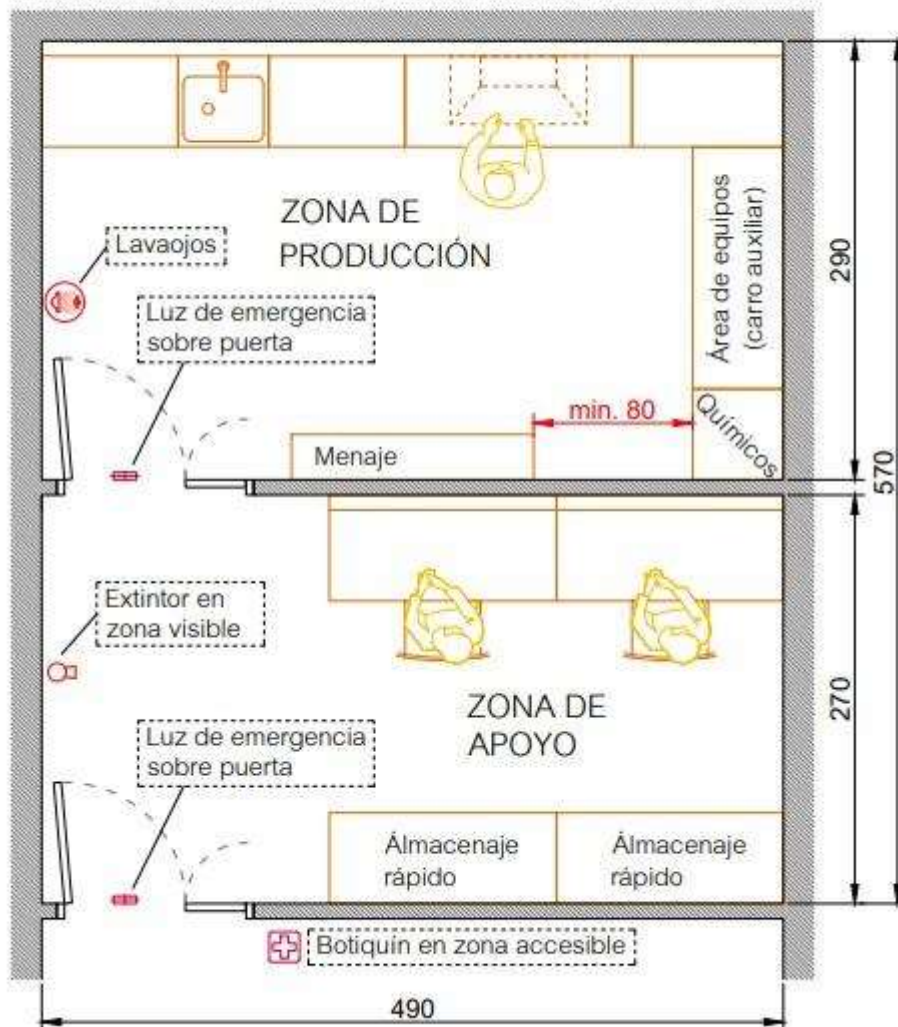 ZONA DE
PRODUCCIÓN
Lavaojos
Luz de emergencia
sobre puerta
Área de equipos
(carro auxiliar)
290
min. 80
Químicos
Menaje
570
Extintor en
zona visible
ZONA DE
APOYO
270
Luz de emergencia
sobre puerta
Álmacenaje
rápido
Álmacenaje
rápido
Botiquín en zona accesible
490